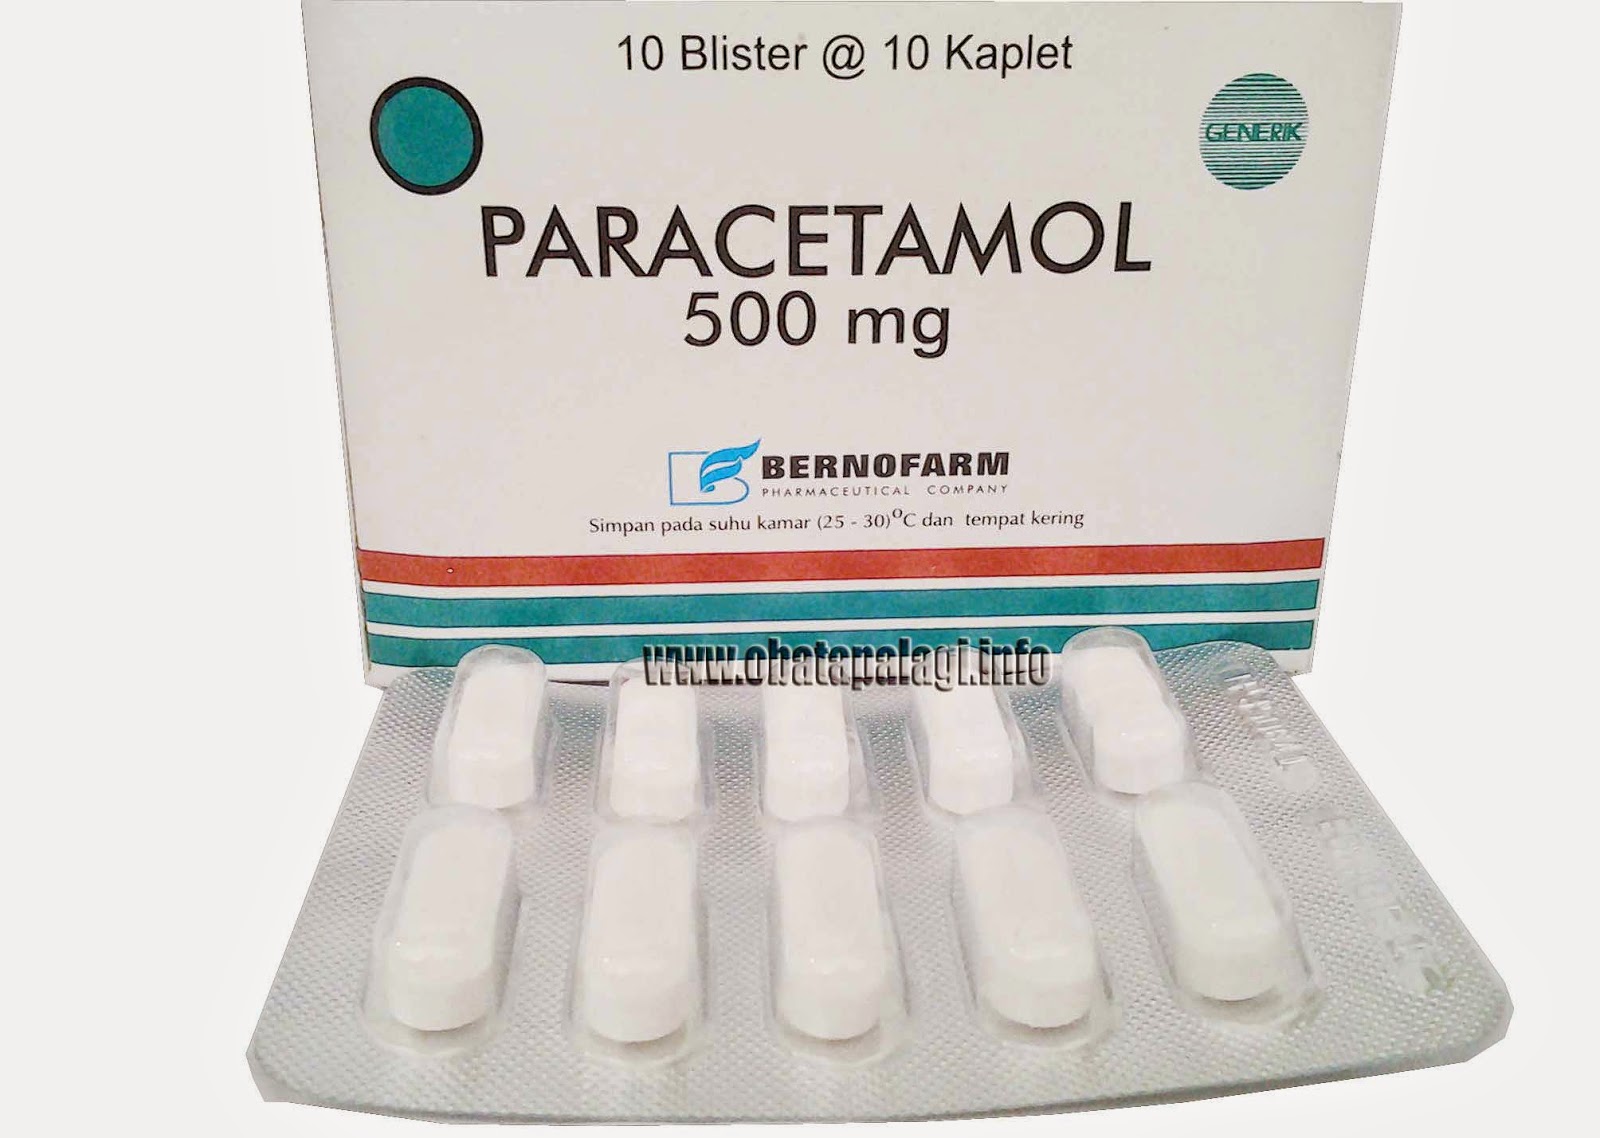 10 Blister @ 10 Kaplet
GENERIK
PARACETAMOL
500 mg
BERNOFARM
PHARMACEUTICAL COMPANY
Simpan pada suhu kamar (25 - 30)°C dan tempat kering
www.obatapalagi.info